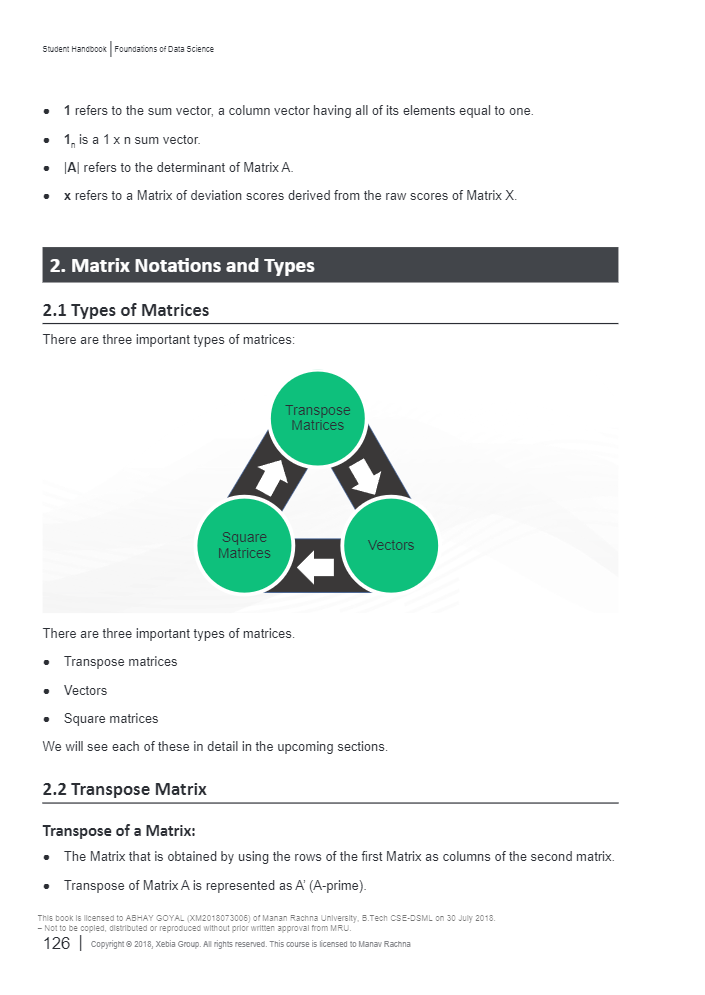 Student Handbook | Foundations of Data Science
• 1 refers to the sum vector, a column vector having all of its elements equal to one.
• 1n is a 1 x n sum vector.
• |A| refers to the determinant of Matrix A.
• x refers to a Matrix of deviation scores derived from the raw scores of Matrix X.
2. Matrix Notations and Types
2.1 Types of Matrices
There are three important types of matrices:
Transpose
Matrices
Square
Matrices
Vectors
There are three important types of matrices.
• Transpose matrices
• Vectors
• Square matrices
We will see each of these in detail in the upcoming sections.
2.2 Transpose Matrix
Transpose of a Matrix:
• The Matrix that is obtained by using the rows of the first Matrix as columns of the second matrix.
• Transpose of Matrix A is represented as A’ (A-prime).
This book is licensed to ABHAY GOYAL (XM2018073006) of Manan Rachna University, B.Tech CSE-DSML on 30 July 2018.
– Not to be copied, distributed or reproduced without prior written approval from MRU.
126 | Copyright © 2018, Xebia Group. All rights reserved. This course is licensed to Manav Rachna